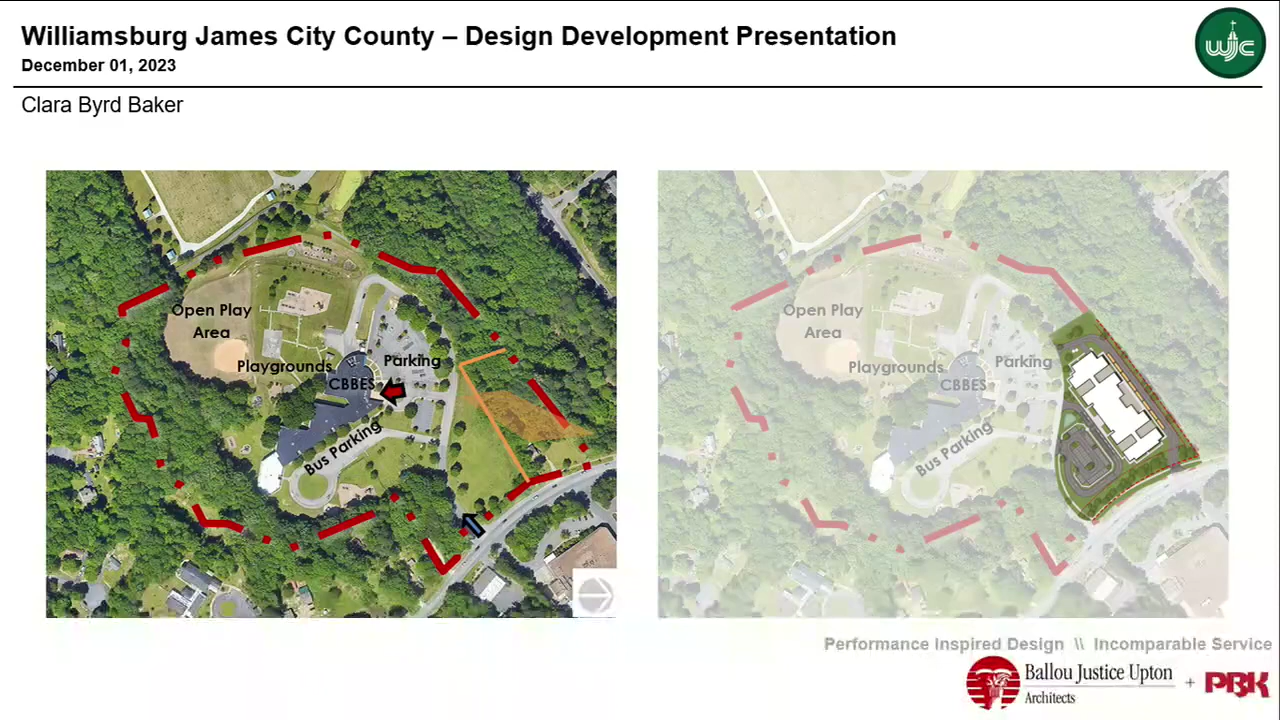 Williamsburg James City County – Design Development Presentation
December 01, 2023
WJC
Clara Byrd Baker
Open Play
Area
Playgrounds
Parking
CBBES
Bus Parking
Open Play
Area
Playgrounds
Parking
CBBES
Bus Parking
Performance Inspired Design \\ Incomparable Service
Ballou Justice Upton
Architects
+ PBK